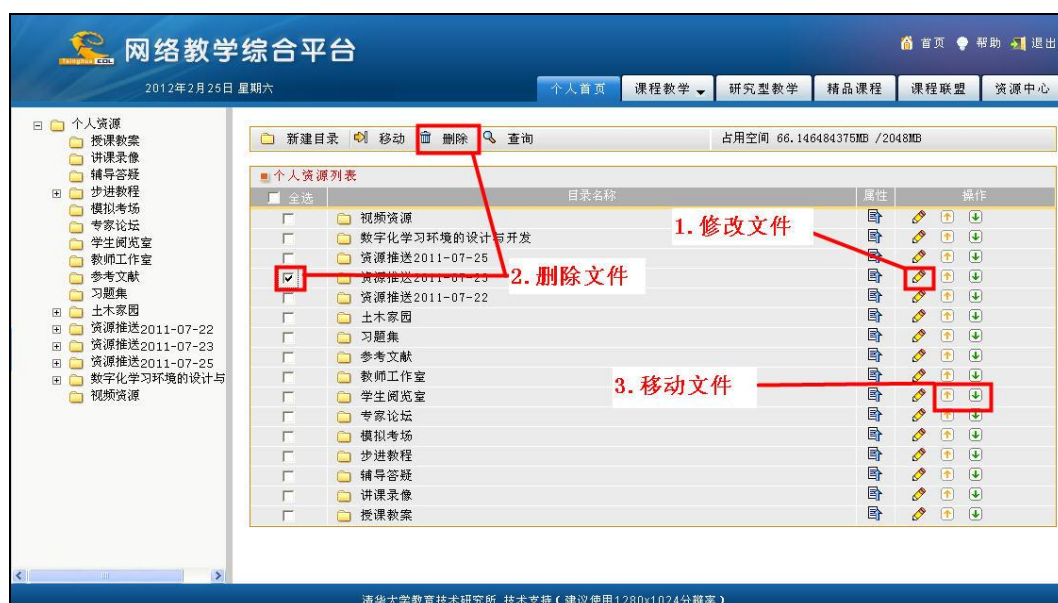 网络教学综合平台
首页 帮助 退出
2012年2月25日 星期六
个人首页 课程教学 研究型教学 精品课程 课程联盟 资源中心
个人资源
授课教案
讲课录像
辅导答疑
步进教程
模拟考场
专家论坛
学生阅览室
教师工作室
参考文献
习题集
土木家园
资源推送2011-07-22
资源推送2011-07-23
资源推送2011-07-25
数字化学习环境的设计与
视频资源
新建目录 移动 删除 查询 占用空间 66.146484375MB /2048MB
个人资源列表
全选 目录名称 属性 操作
视频资源
数字化学习环境的设计与开发
资源推送2011-07-25
资源推送2011-07-23
资源推送2011-07-22
土木家园
习题集
参考文献
教师工作室
学生阅览室
专家论坛
模拟考场
步进教程
辅导答疑
讲课录像
授课教案
1.修改文件
2.删除文件
3.移动文件
清华大学教育技术研究所 技术支持(建议使用1280x1024分辨率)